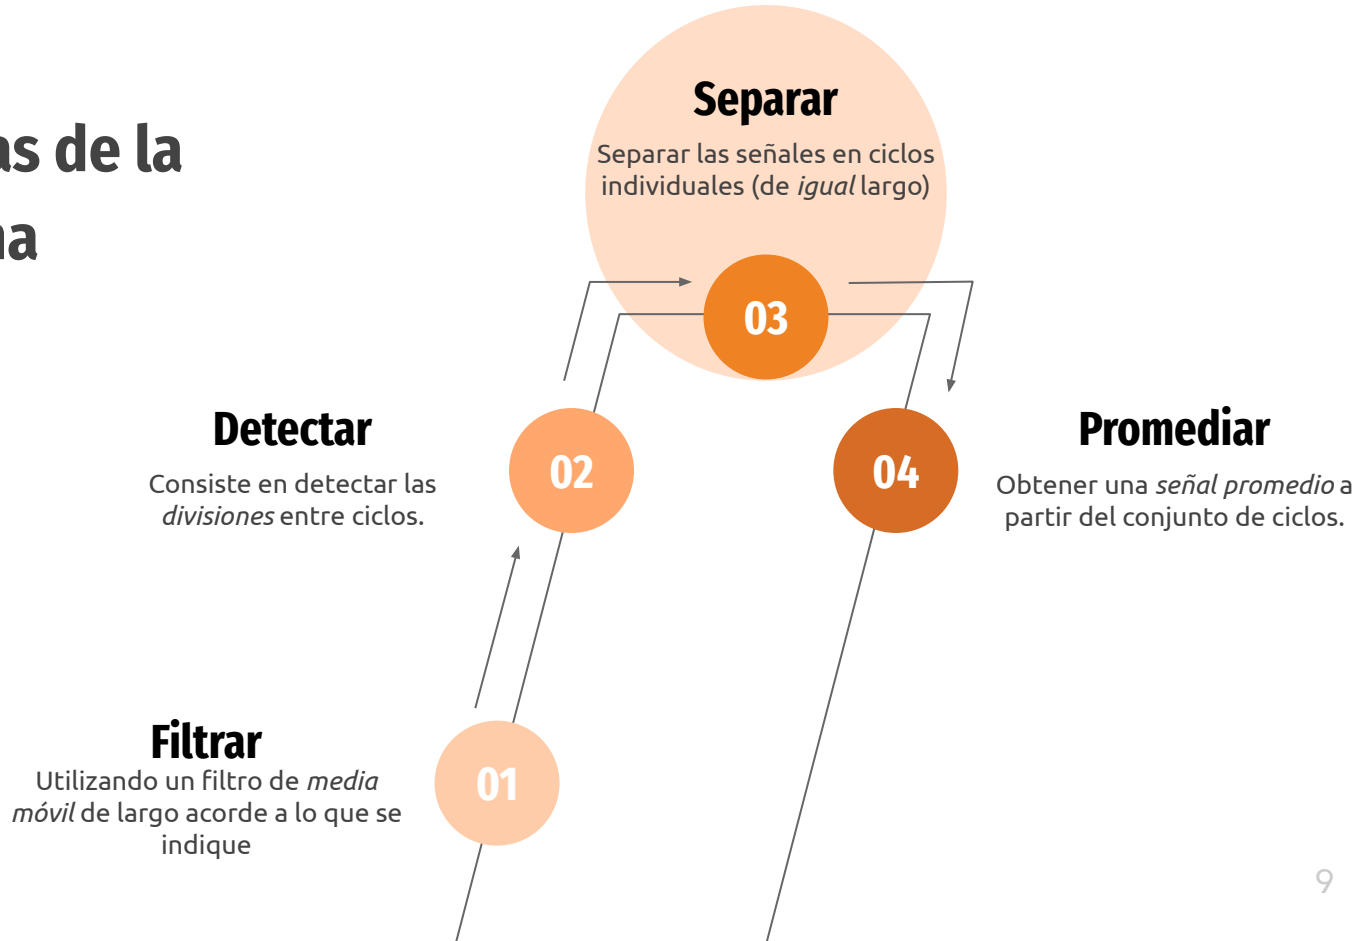 as de la
na
Separar
Separar las señales en ciclos
individuales (de igual largo)
03
Detectar
Consiste en detectar las
divisiones entre ciclos.
02
04
Promediar
Obtener una señal promedio a
partir del conjunto de ciclos.
Filtrar
Utilizando un filtro de media
móvil de largo acorde a lo que se
indique
01
9